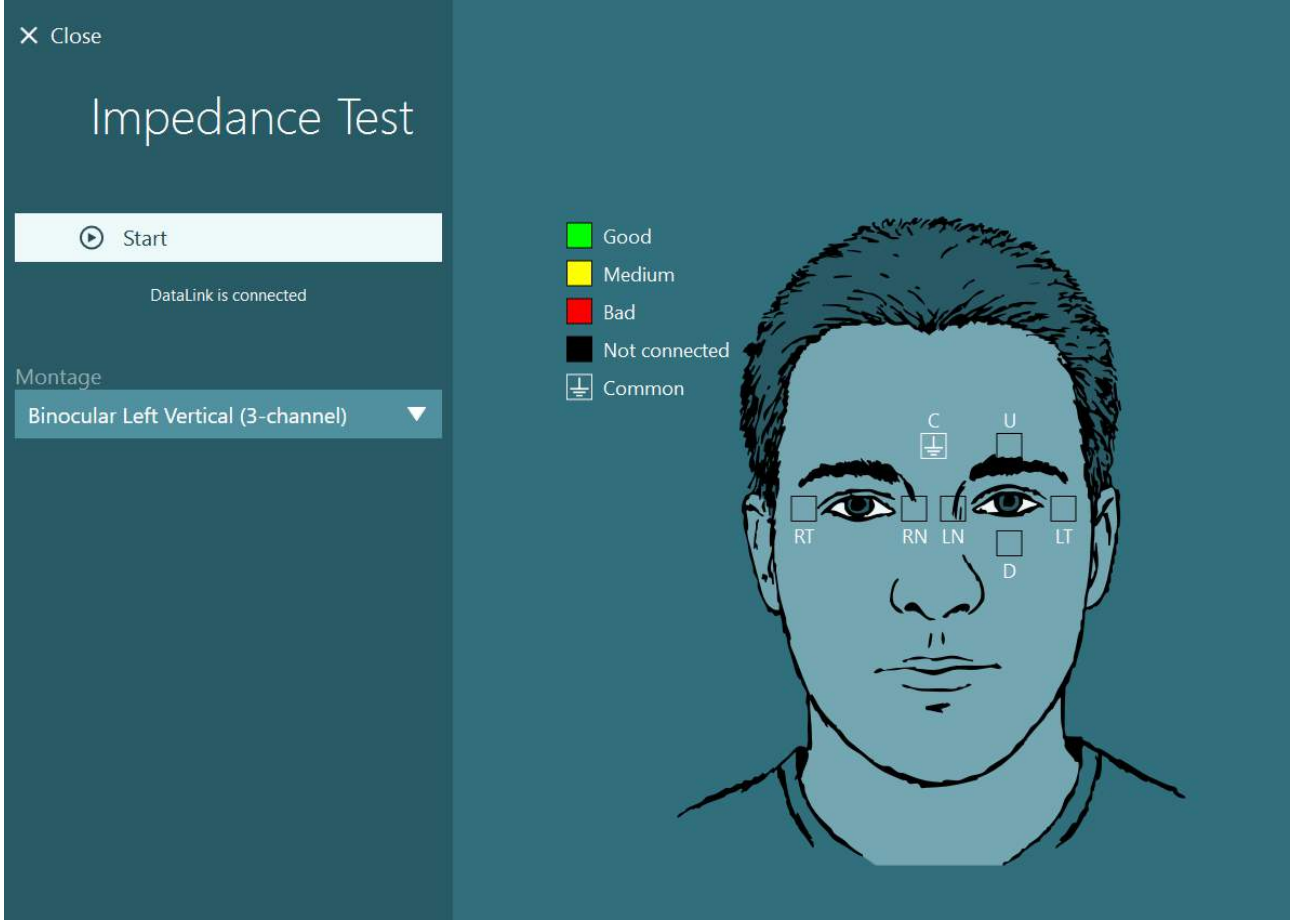 Close
Impedance Test
Start
DataLink is connected
Montage
Binocular Left Vertical (3-channel)
Good
Medium
Bad
Not connected
Common
C
U
RT
RN
LN
LT
D